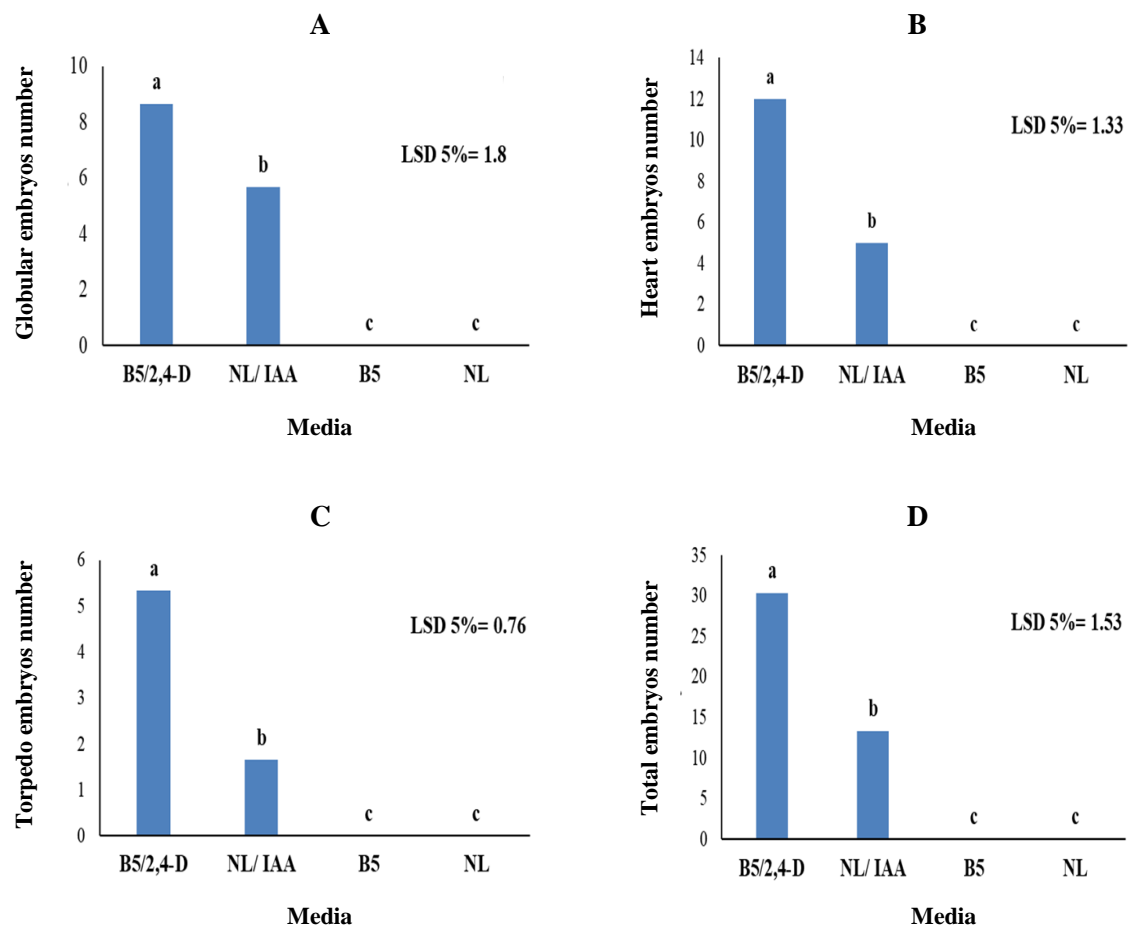 A
Globular embryos number
10
8
6
4
2
0
a
b
c
c
LSD 5%= 1.8
B5/2,4-D NL/ IAA B5 NL
Media
B
Heart embryos number
14
12
10
8
6
4
2
0
a
b
c
c
LSD 5%= 1.33
B5/2,4-D NL/ IAA B5 NL
Media
C
Torpedo embryos number
6
5
4
3
2
1
0
a
b
c
c
LSD 5%= 0.76
B5/2,4-D NL/ IAA B5 NL
Media
D
Total embryos number
35
30
25
20
15
10
5
0
a
b
c
c
LSD 5%= 1.53
B5/2,4-D NL/ IAA B5 NL
Media